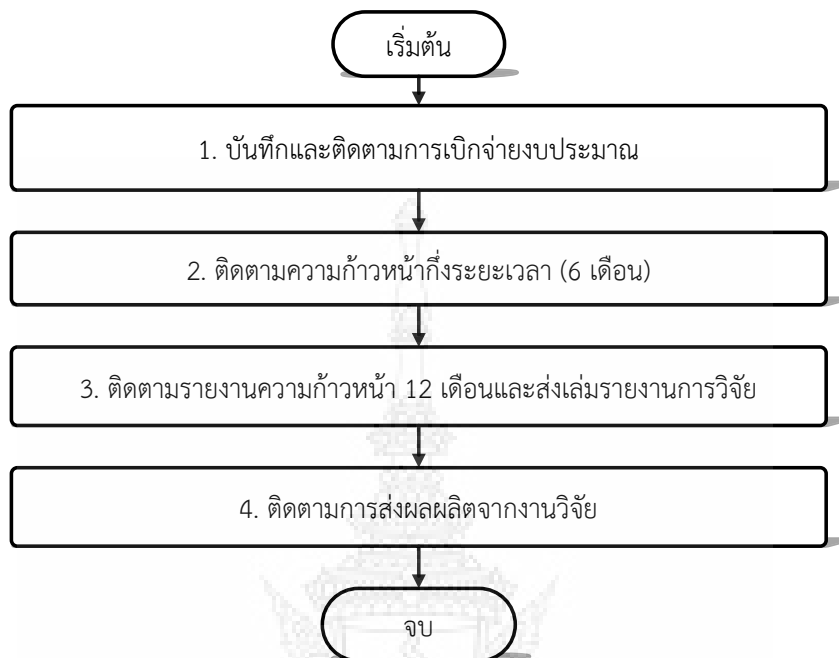 เริ่มต้น
1. บันทึกและติดตามการเบิกจ่ายงบประมาณ
2. ติดตามความก้าวหน้ากึ่งระยะเวลา (6 เดือน)
3. ติดตามรายงานความก้าวหน้า 12 เดือนและส่งเล่มรายงานการวิจัย
4. ติดตามการส่งผลผลิตจากงานวิจัย
จบ